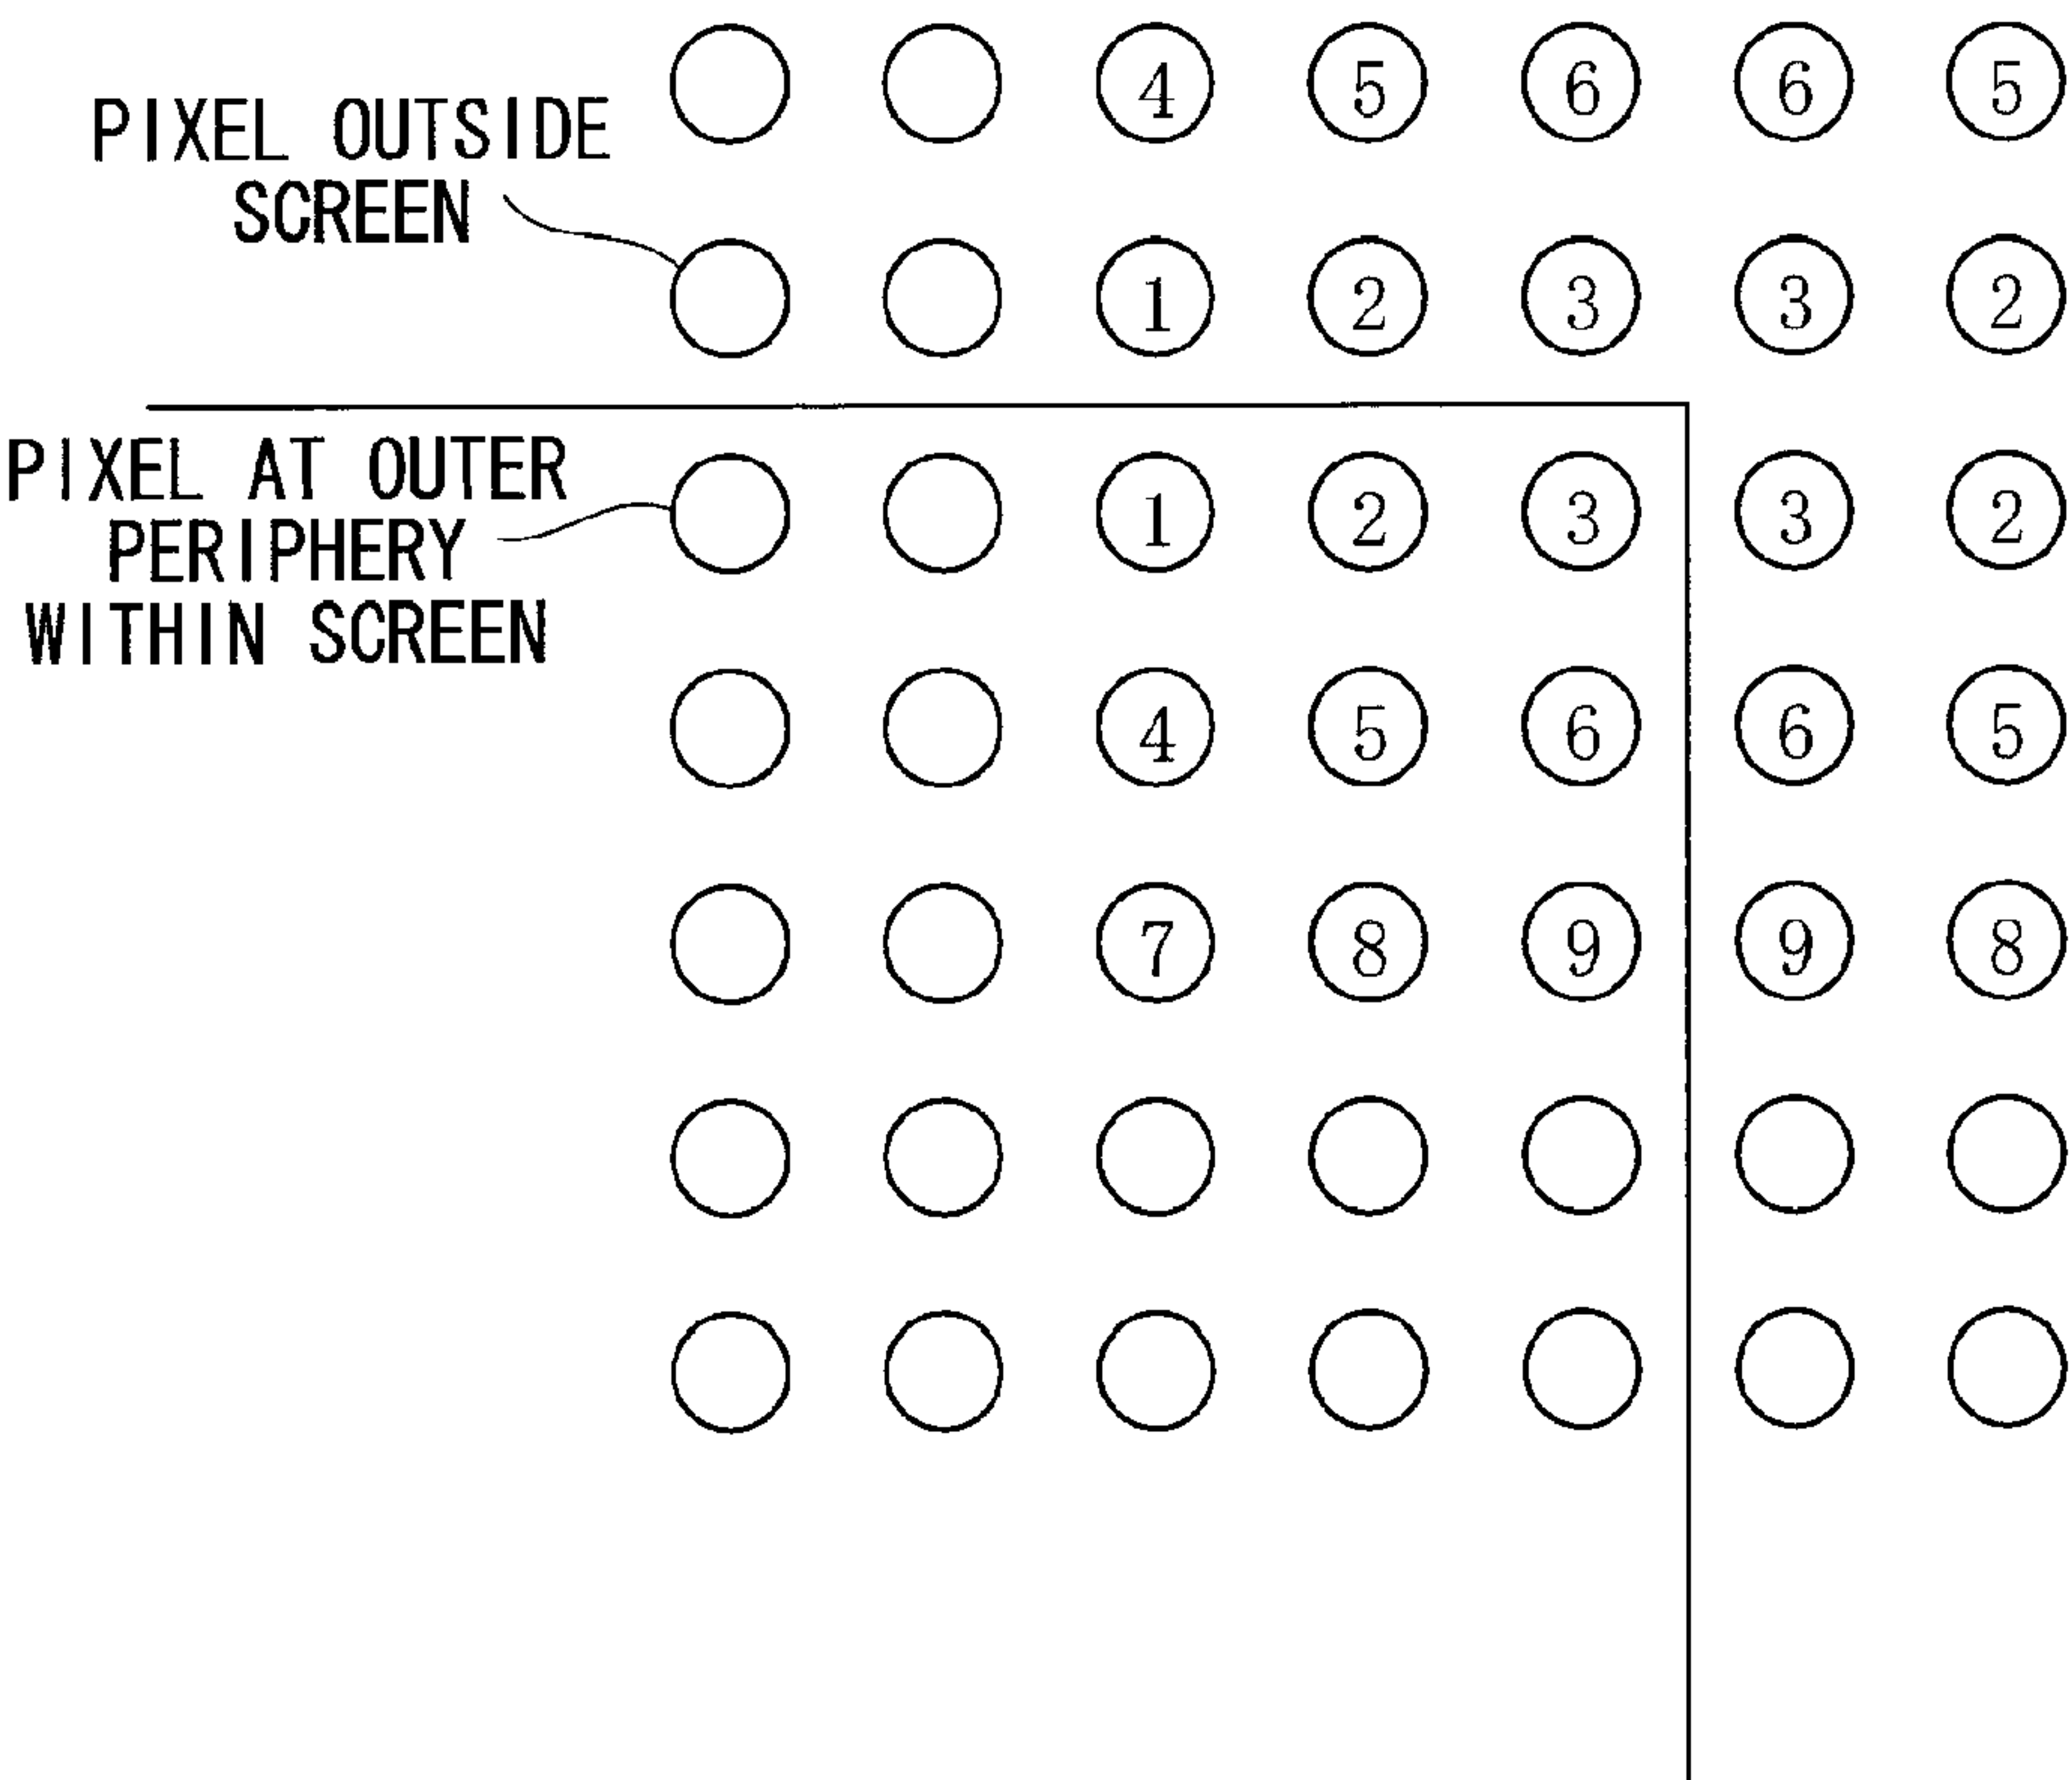 4 5 6 6 5
PIXEL OUTSIDE
SCREEN
1 2 3 3 2
PIXEL AT OUTER
PERIPHERY
WITHIN SCREEN
1 2 3 3 2
4 5 6 6 5
7 8 9 9 8